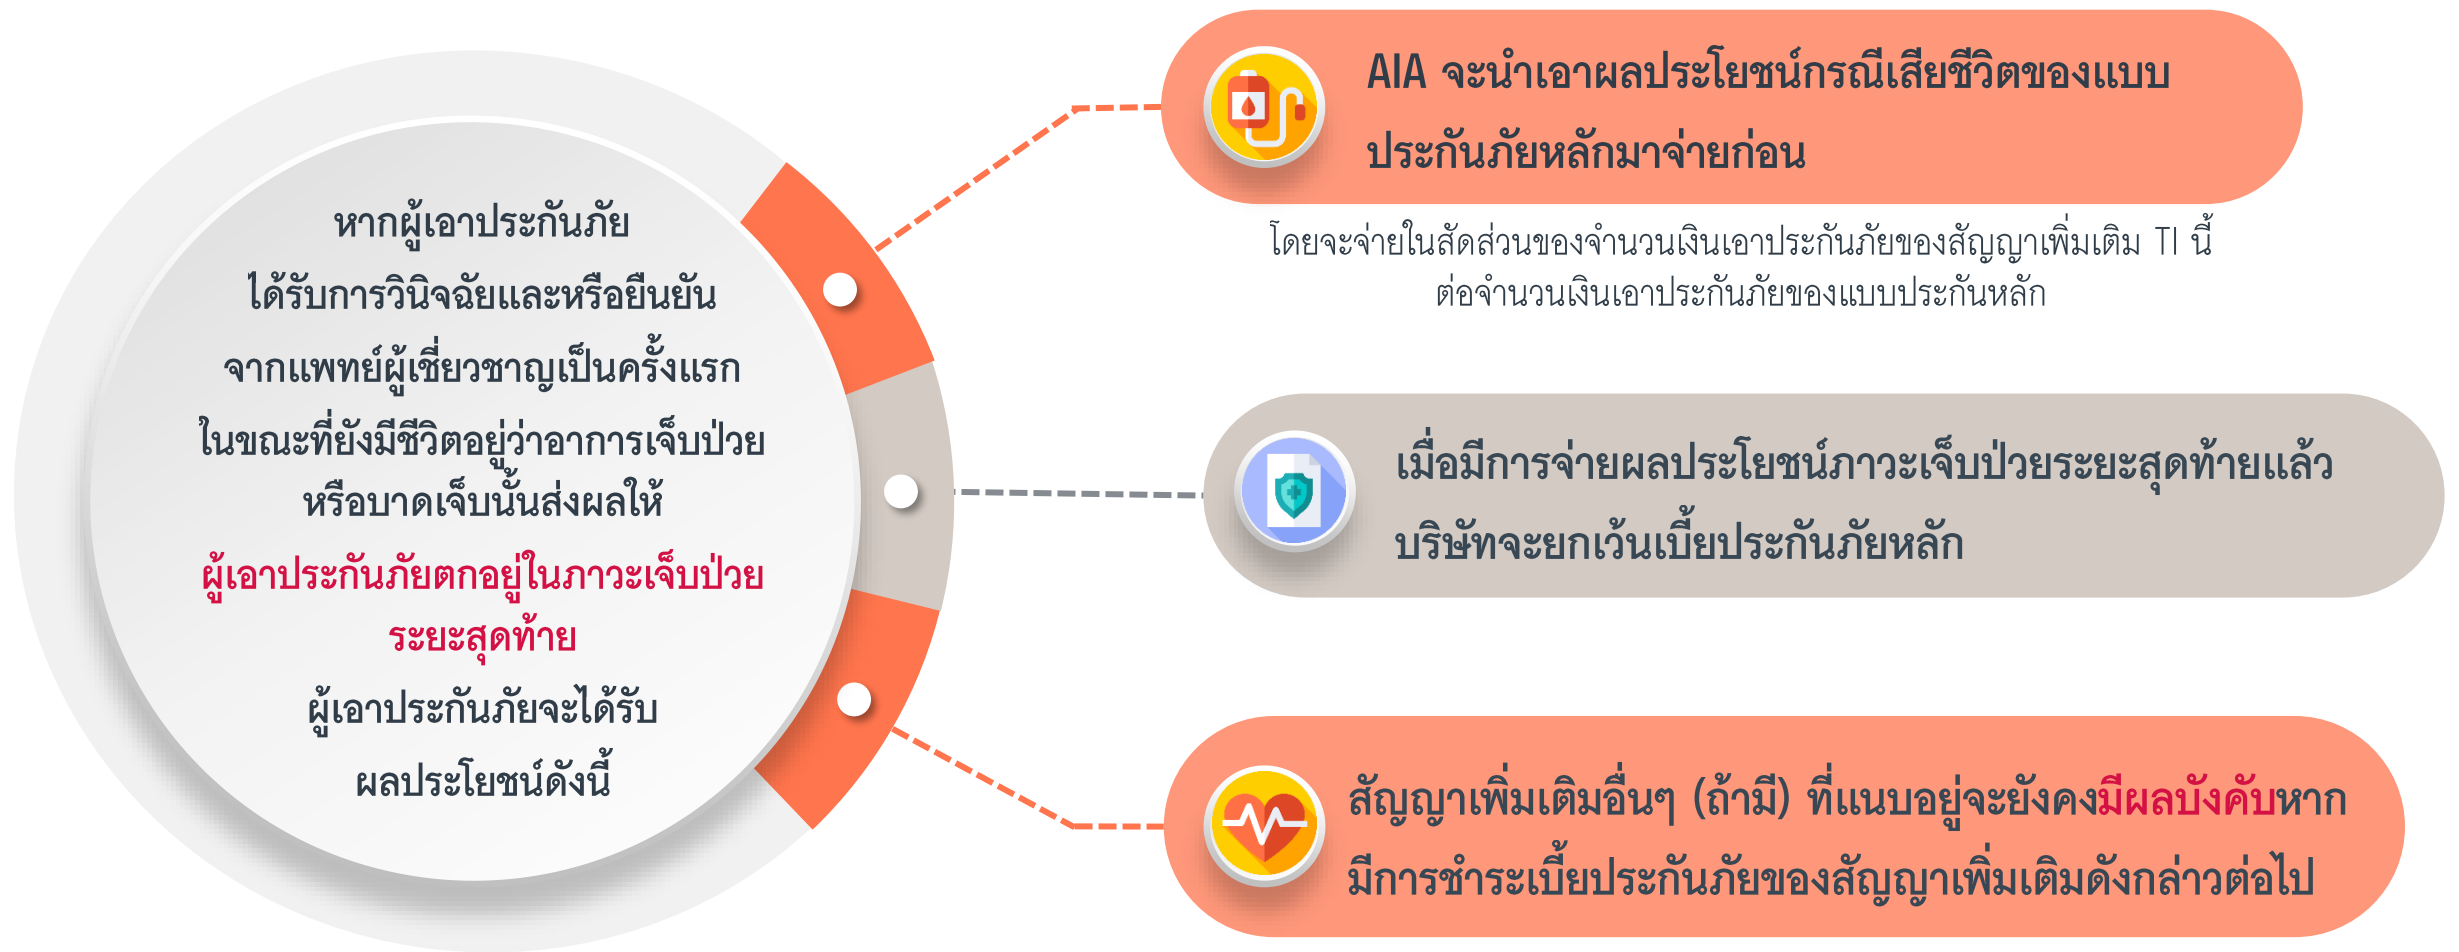 หากผู้เอาประกันภัย
ได้รับการวินิจฉัยและหรือยืนยัน
จากแพทย์ผู้เชี่ยวชาญเป็นครั้งแรก
ในขณะที่ยังมีชีวิตอยู่ว่าอาการเจ็บป่วย
หรือบาดเจ็บนั้นส่งผลให้
ผู้เอาประกันภัยตกอยู่ในภาวะเจ็บป่วย
ระยะสุดท้าย
ผู้เอาประกันภัยจะได้รับ
ผลประโยชน์ดังนี้
AIA จะนำเอาผลประโยชน์กรณีเสียชีวิตของแบบ
ประกันภัยหลักมาจ่ายก่อน
โดยจะจ่ายในสัดส่วนของจำนวนเงินเอาประกันภัยของสัญญาเพิ่มเติม TI นี้
ต่อจำนวนเงินเอาประกันภัยของแบบประกันหลัก
เมื่อมีการจ่ายผลประโยชน์ภาวะเจ็บป่วยระยะสุดท้ายแล้ว
บริษัทจะยกเว้นเบี้ยประกันภัยหลัก
สัญญาเพิ่มเติมอื่นๆ (ถ้ามี) ที่แนบอยู่จะยังคงมีผลบังคับหาก
มีการชำระเบี้ยประกันภัยของสัญญาเพิ่มเติมดังกล่าวต่อไป